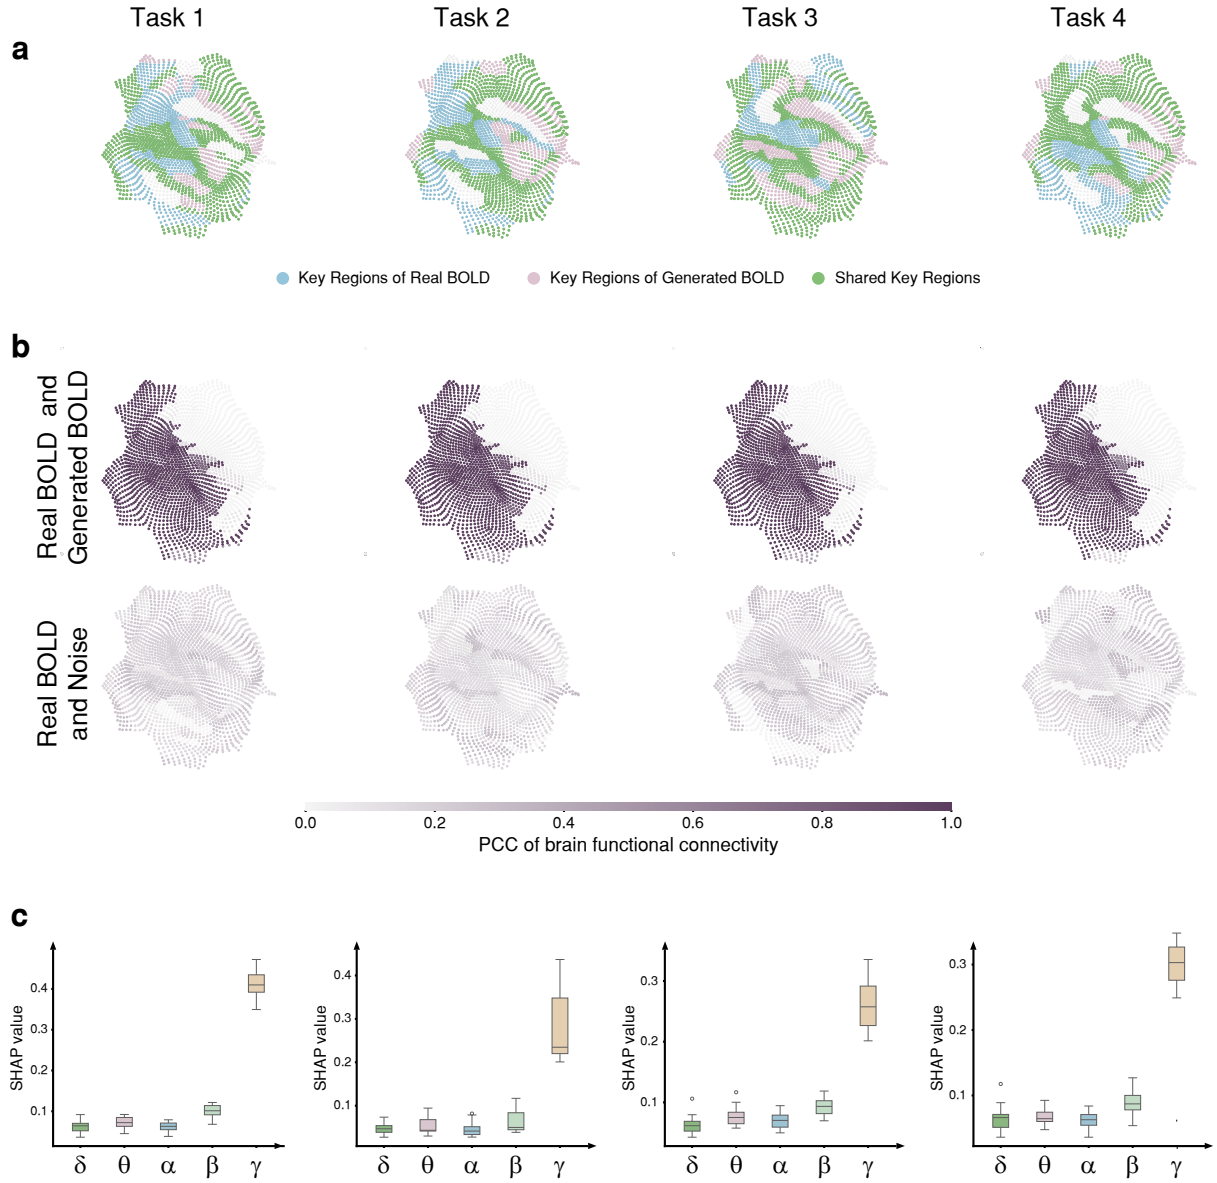 Task 1 Task 2 Task 3 Task 4
a
Key Regions of Real BOLD Key Regions of Generated BOLD Shared Key Regions
b
Real BOLD and
Generated BOLD
Real BOLD
and Noise
0.0 0.2 0.4 0.6 0.8 1.0
PCC of brain functional connectivity
c
SHAP value
0.4
0.3
0.2
0.1
δ θ α β γ
SHAP value
0.4
0.3
0.2
0.1
δ θ α β γ
SHAP value
0.3
0.2
0.1
δ θ α β γ
SHAP value
0.3
0.2
0.1
δ θ α β γ